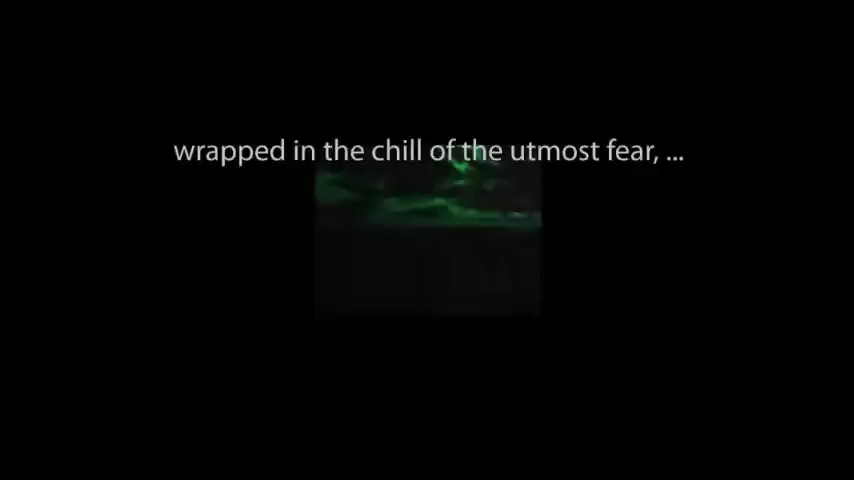 wrapped in the chill of the utmost fear, ...